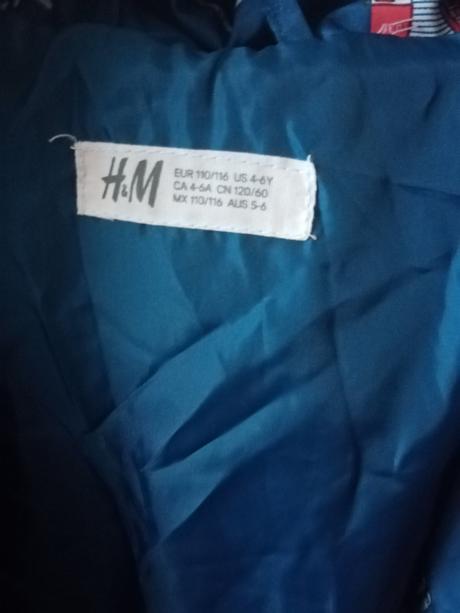 H&M
EUR 110/116 US 4-6Y
CA 4-6A CN 120/60
MX 110/116 AUS 5-6